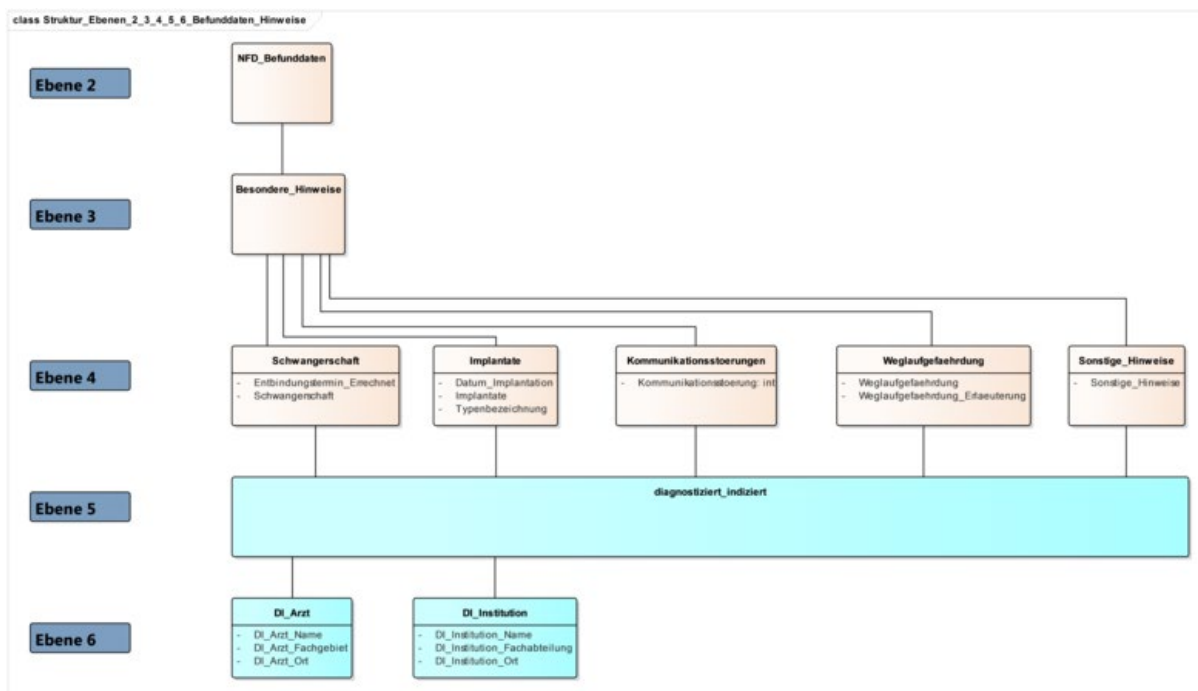 class Struktur_Ebenen_2_3_4_5_6_Befunddaten_Hinweise
Ebene 2
NFD_Befunddaten
Ebene 3
Besondere_Hinweise
Ebene 4
Schwangerschaft
- Entbindungstermin_Errechnet
- Schwangerschaft
Implantate
- Datum_Implantation
- Implantate
- Typenbezeichnung
Kommunikationsstoerungen
- Kommunikationsstoerung: int
Weglaufgefaehrdung
- Weglaufgefaehrdung
- Weglaufgefaehrdung_Erlaeuterung
Sonstige_Hinweise
- Sonstige_Hinweise
Ebene 5
diagnostiziert_indiziert
Ebene 6
DI_Arzt
- DI_Arzt_Name
- DI_Arzt_Fachgebiet
- DI_Arzt_Ort
DI_Institution
- DI_Institution_Name
- DI_Institution_Fachabteilung
- DI_Institution_Ort